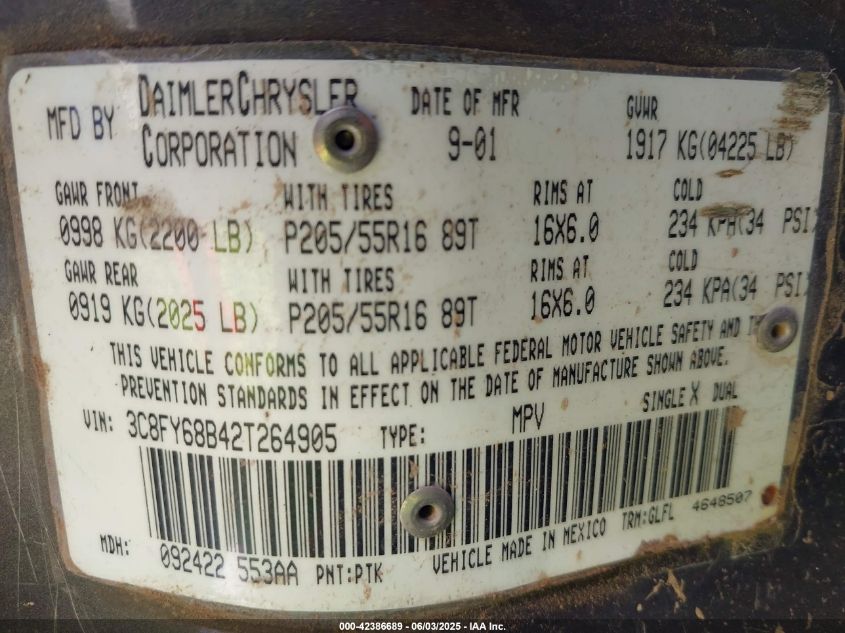 MFD BY DAIMLERCHRYSLER CORPORATION DATE OF MFR 9-01 GVWR 1917 KG(04225 LB)
GAWR FRONT WITH TIRES RIMS AT COLD
0998 KG(2200 LB) P205/55R16 89T 16X6.0 234 KPA(34 PSI)
GAWR REAR WITH TIRES RIMS AT COLD
0919 KG(2025 LB) P205/55R16 89T 16X6.0 234 KPA(34 PSI
THIS VEHICLE CONFORMS TO ALL APPLICABLE FEDERAL MOTOR VEHICLE SAFETY AND
PREVENTION STANDARDS IN EFFECT ON THE DATE OF MANUFACTURE SHOWN ABOVE.
VIN: 3C8FY68B42T264905 TYPE: MPV SINGLE X DUAL
MDH: 092422 553AA PNT:PTK VEHICLE MADE IN MEXICO TRM:GLFL 4648507
000-42386689 - 06/03/2025 - IAA Inc.